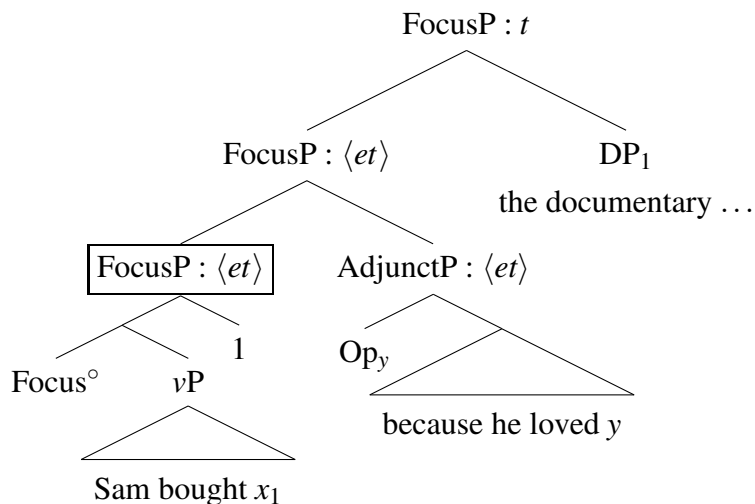 FocusP : t
FocusP : ⟨et⟩ DP₁
the documentary …
FocusP : ⟨et⟩ AdjunctP : ⟨et⟩
1 Opᵧ
Focus° vP
because he loved y
Sam bought x₁